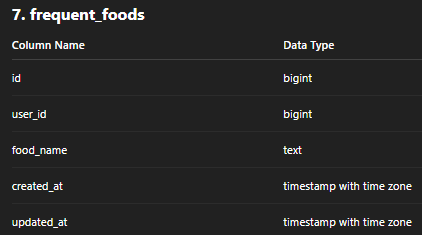 7. frequent_foods
Column Name Data Type
id bigint
user_id bigint
food_name text
created_at timestamp with time zone
updated_at timestamp with time zone